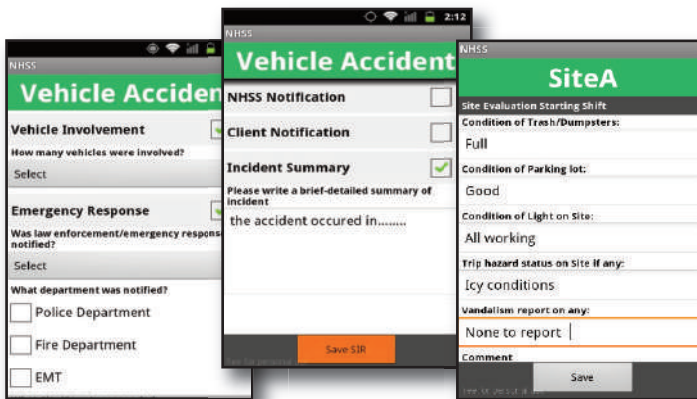 NHSS
Vehicle Acciden
Vehicle Involvement
How many vehicles were involved?
Select
Emergency Response
Was law enforcement/emergency respons
notified?
Select
What department was notified?
Police Department
Fire Department
EMT
2:12
NHSS
Vehicle Accident
NHSS Notification
Client Notification
Incident Summary
Please write a brief-detailed summary of
incident
the accident occured in........
Save SIR
NHSS
SiteA
Site Evaluation Starting Shift
Condition of Trash/Dumpsters:
Full
Condition of Parking lot:
Good
Condition of Light on Site:
All working
Trip hazard status on Site if any:
Icy conditions
Vandalism report on any:
None to report
Comment
Save